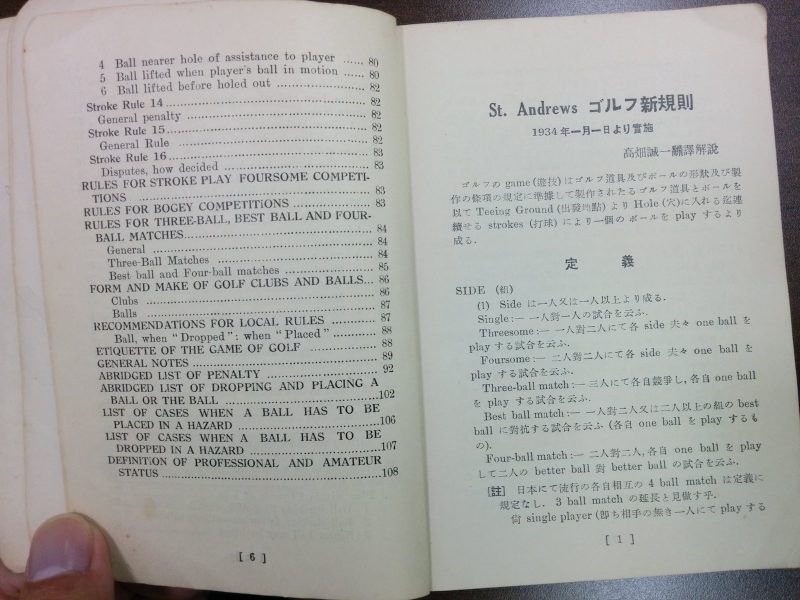 4 Ball nearer hole of assistance to player ...... 80
5 Ball lifted when player's ball in motion ...... 80
6 Ball lifted before holed out ................... 82
Stroke Rule 14 ................................ 82
General penalty ................................ 82
Stroke Rule 15 ................................ 82
General Rule ................................ 82
Stroke Rule 16 ................................ 83
Disputes, how decided ........................ 83
RULES FOR STROKE PLAY FOURSOME COMPETI-
TIONS ................................ 83
RULES FOR BOGEY COMPETITIONS .............. 83
RULES FOR THREE-BALL, BEST BALL AND FOUR-
BALL MATCHES ................................ 84
General ................................ 84
Three-Ball Matches ........................ 84
Best ball and Four-ball matches .............. 85
FORM AND MAKE OF GOLF CLUBS AND BALLS... 86
Clubs ................................ 86
Balls ................................ 87
RECOMMENDATIONS FOR LOCAL RULES ........... 87
Ball, when "Dropped": when "Placed" ........... 88
ETIQUETTE OF THE GAME OF GOLF .............. 88
GENERAL NOTES ................................ 89
ABRIDGED LIST OF PENALTY ................... 92
ABRIDGED LIST OF DROPPING AND PLACING A
BALL OR THE BALL ........................ 102
LIST OF CASES WHEN A BALL HAS TO BE
PLACED IN A HAZARD ........................ 106
LIST OF CASES WHEN A BALL HAS TO BE
DROPPED IN A HAZARD ........................ 107
DEFINITION OF PROFESSIONAL AND AMATEUR
STATUS ................................ 108
[ 6 ]
St. Andrews ゴルフ新規則
1934年一月一日より實施
高畑誠一飜譯解說
ゴルフの game (遊技) はゴルフ道具及びボールの形狀及び製
作の條項の規定に準據して製作されたるゴルフ道具とボールを
以て Teeing Ground (出發地點) より Hole (穴) に入れる迄連
續せる strokes (打球) により一個のボールを play するより
成る.
定義
SIDE (組)
(1) Side は一人又は一人以上より成る.
Single:— 一人對一人の試合を云ふ.
Threesome:— 一人對二人にて各 side 夫々 one ball を
play する試合を云ふ.
Foursome:— 二人對二人にて各 side 夫々 one ball を
play する試合を云ふ.
Three-ball match:— 三人にて各自競爭し, 各自 one ball
を play する試合を云ふ.
Best ball match:— 一人對二人又は二人以上の組の best
ball に對抗する試合を云ふ (各自 one ball を play するも
の).
Four-ball match:— 二人對二人, 各自 one ball を play
して二人の better ball 對 better ball の試合を云ふ.
[註] 日本にて流行の各自相互の 4 ball match は定義に
規定なし. 3 ball match の延長と見做す乎.
尙 single player (卽ち相手の無き一人にて play する
[ 1 ]